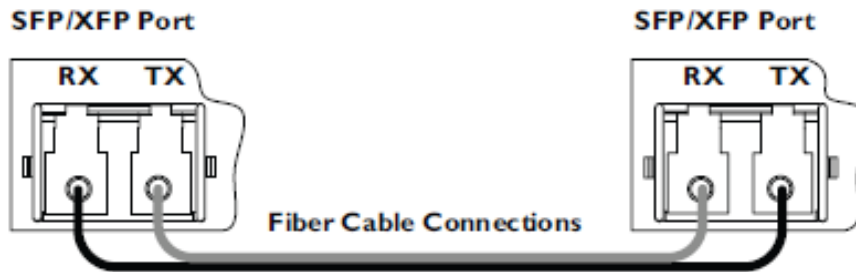 SFP/XFP Port
SFP/XFP Port
RX TX
RX TX
Fiber Cable Connections